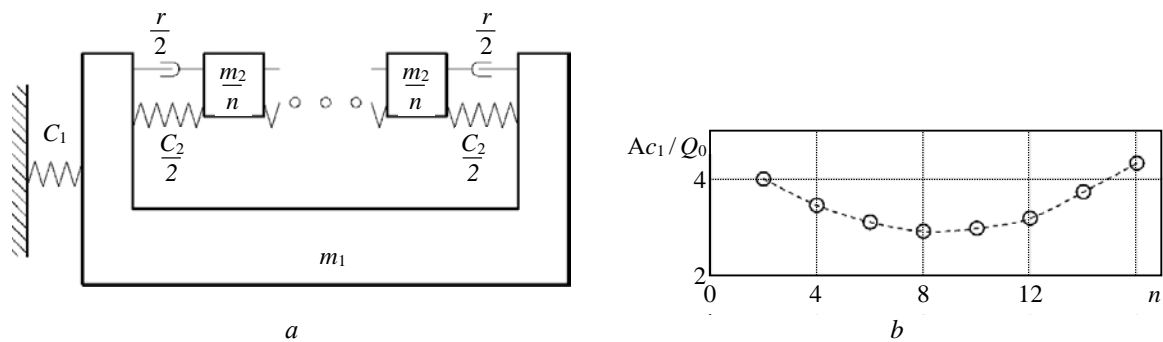 r/2 r/2
m₂/n m₂/n
C₁
C₂/2 C₂/2
m₁
a
Ac₁ / Q₀
4
2
0 4 8 12 n
b